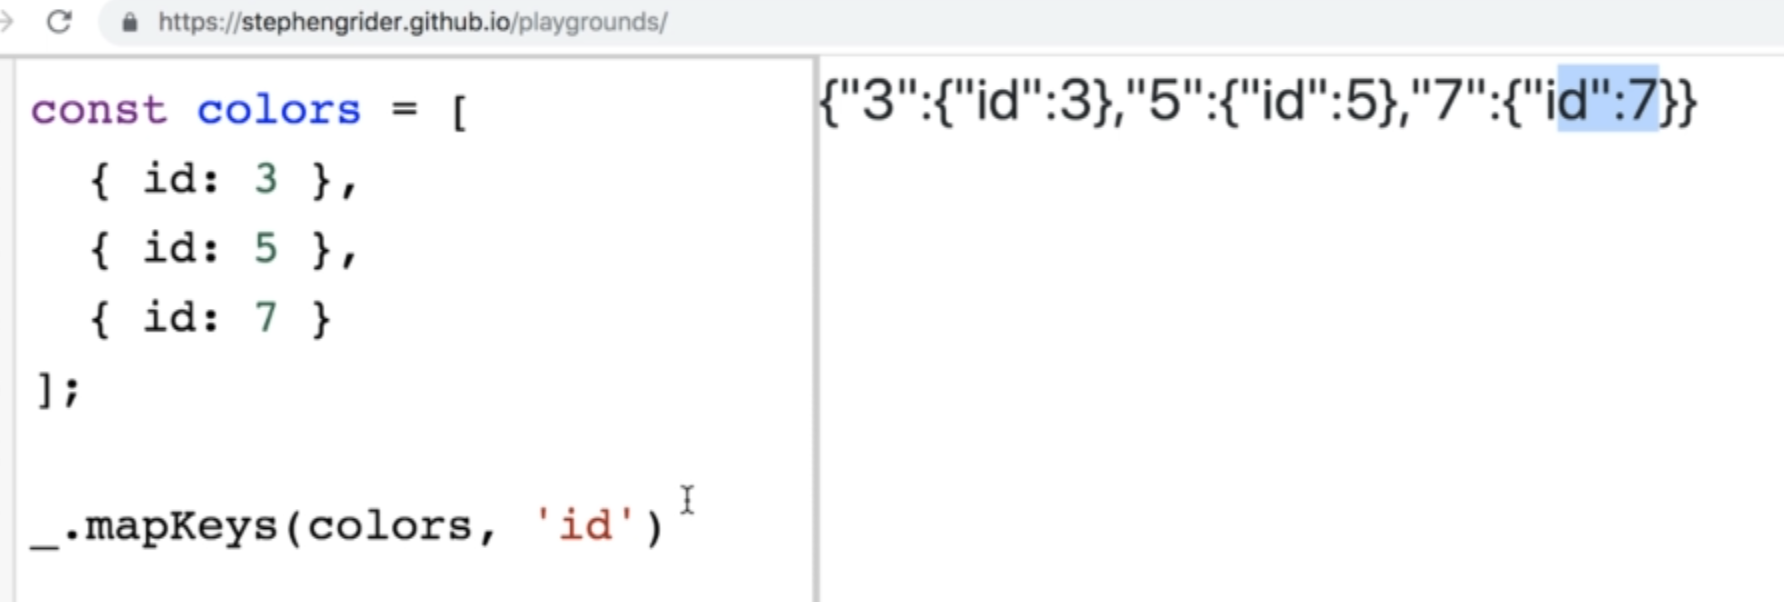 https://stephengrider.github.io/playgrounds/
const colors = [
{ id: 3 },
{ id: 5 },
{ id: 7 }
];
_.mapKeys(colors, 'id')
{"3":{"id":3},"5":{"id":5},"7":{"id":7}}